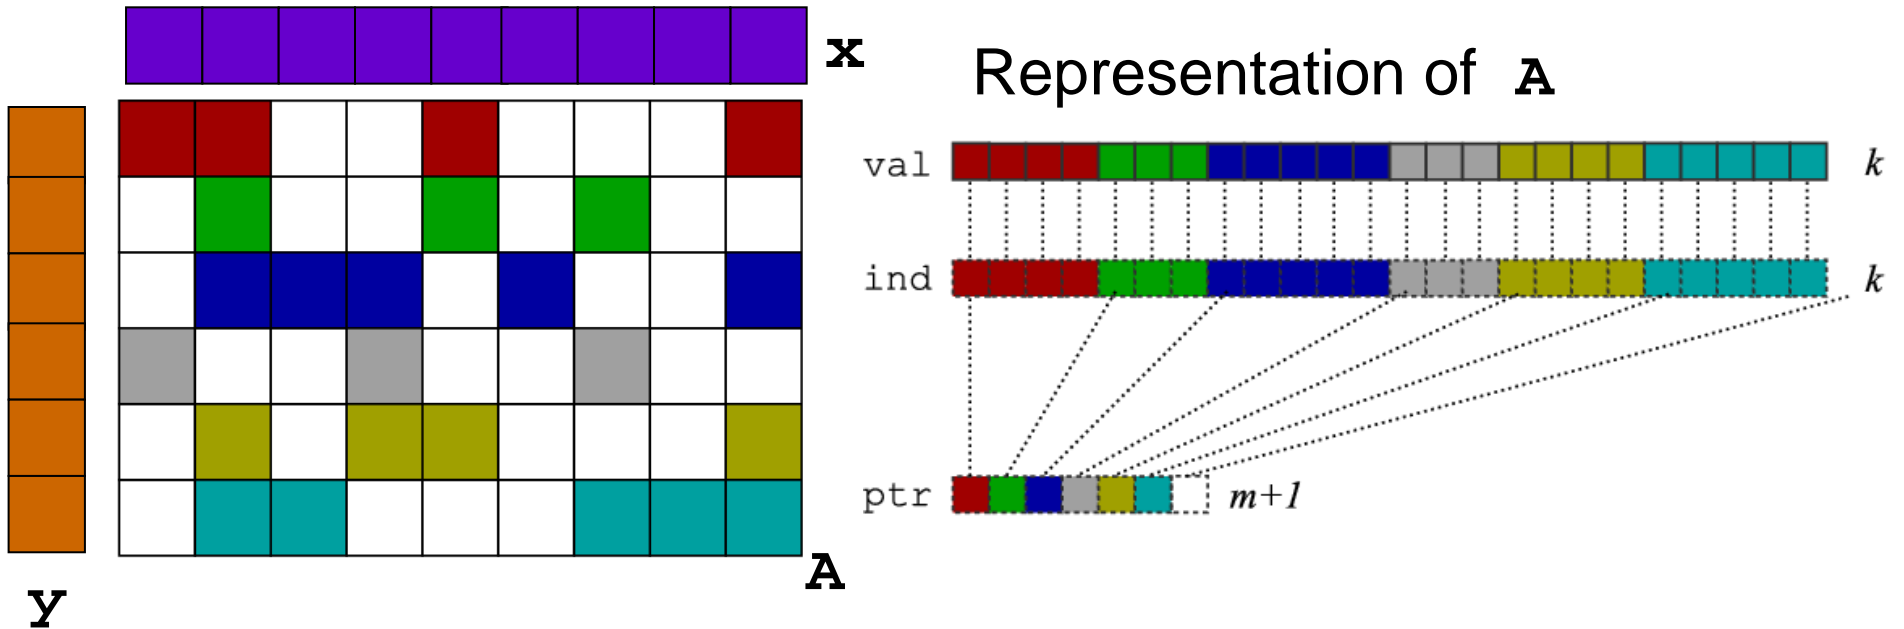 x
Representation of A
val k
ind k
ptr m+1
A
y